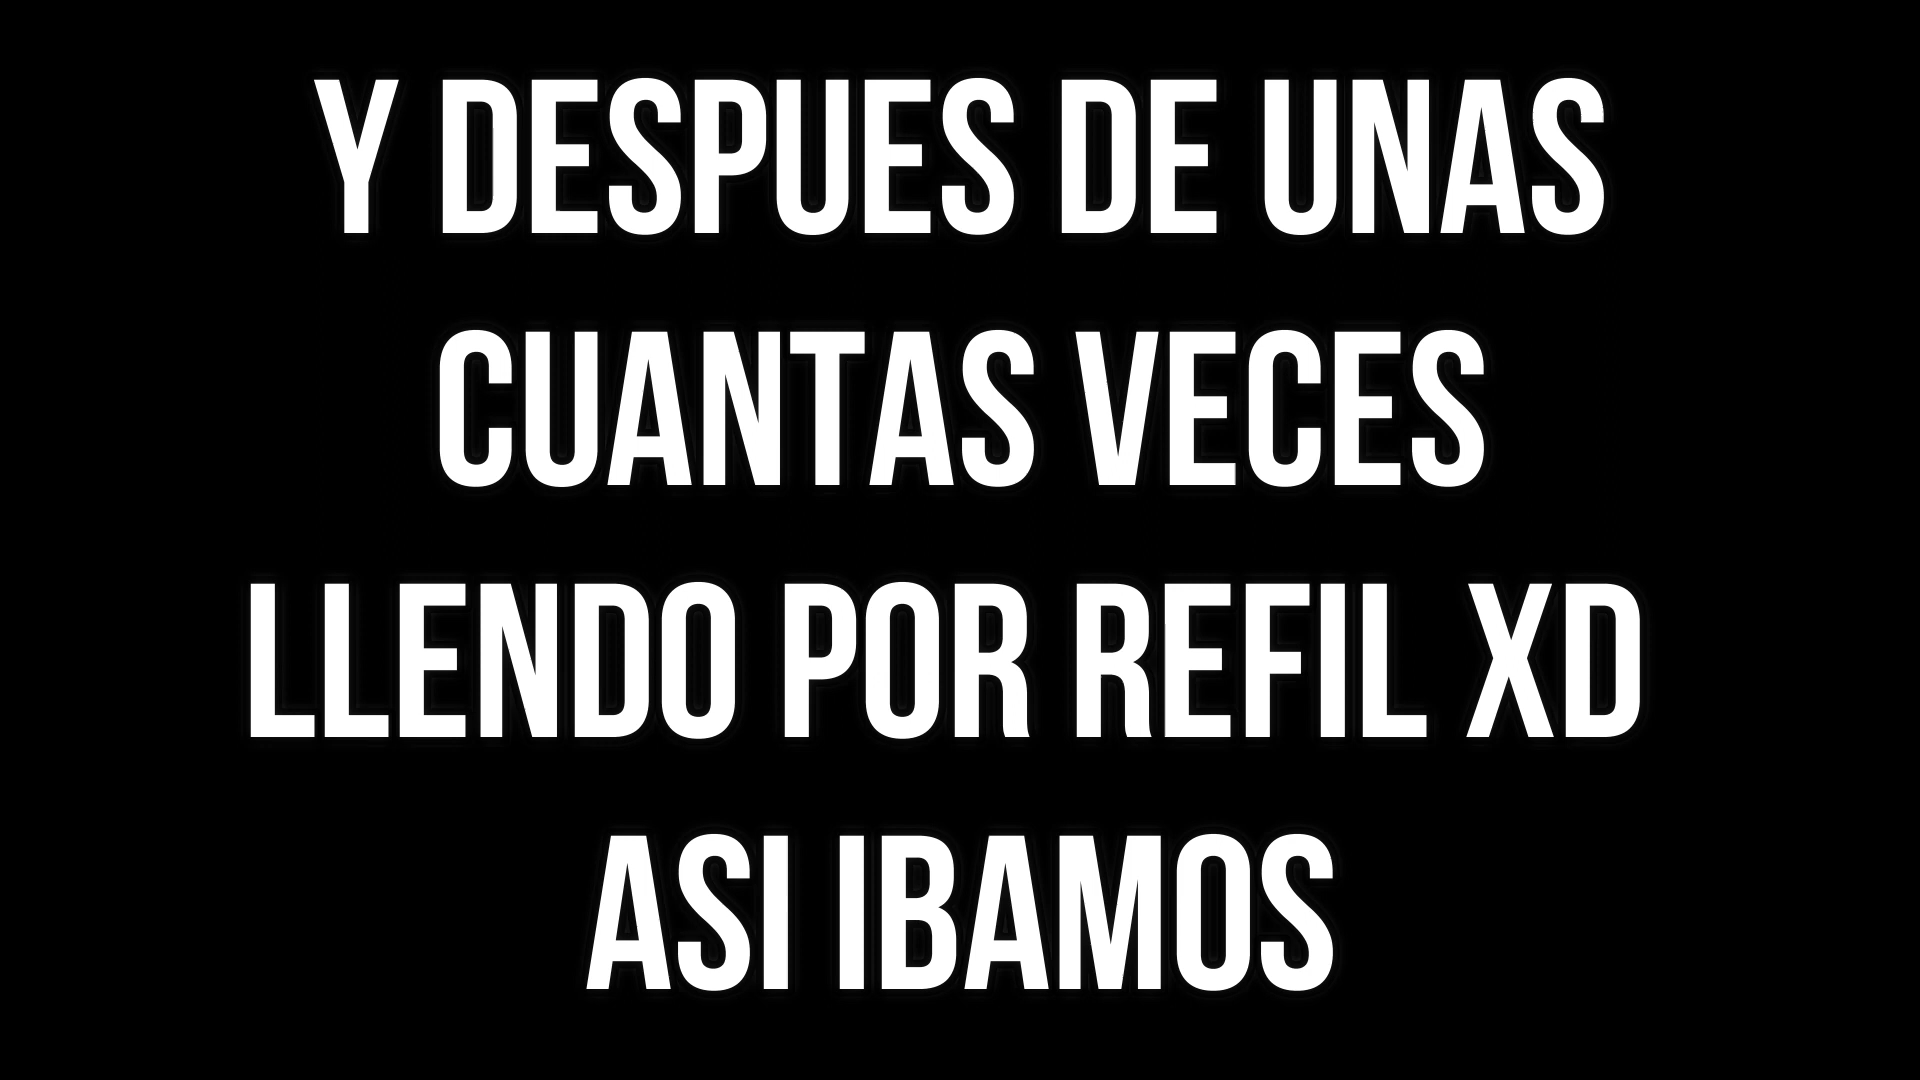 Y DESPUES DE UNAS
CUANTAS VECES
LLENDO POR REFIL XD
ASI IBAMOS